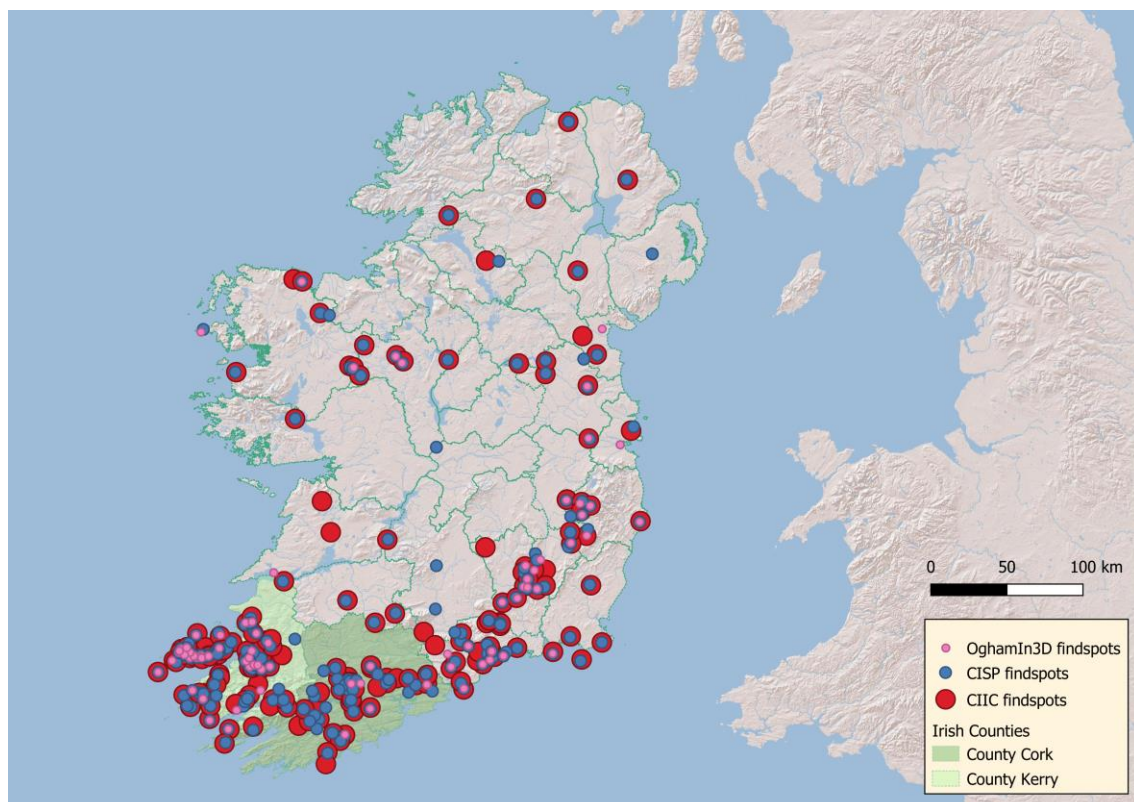 0 50 100 km
OghamIn3D findspots
CISP findspots
CIIC findspots
Irish Counties
County Cork
County Kerry